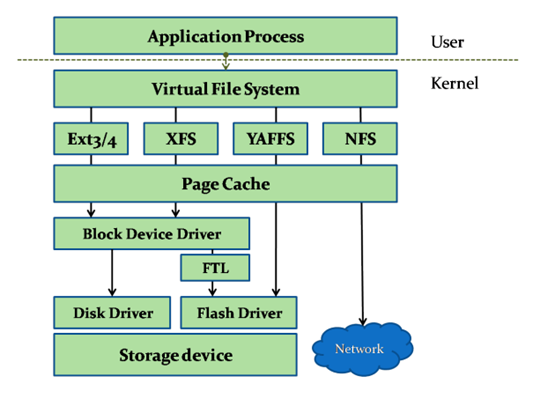 Application Process
User
Virtual File System
Kernel
Ext3/4
XFS
YAFFS
NFS
Page Cache
Block Device Driver
FTL
Disk Driver
Flash Driver
Storage device
Network